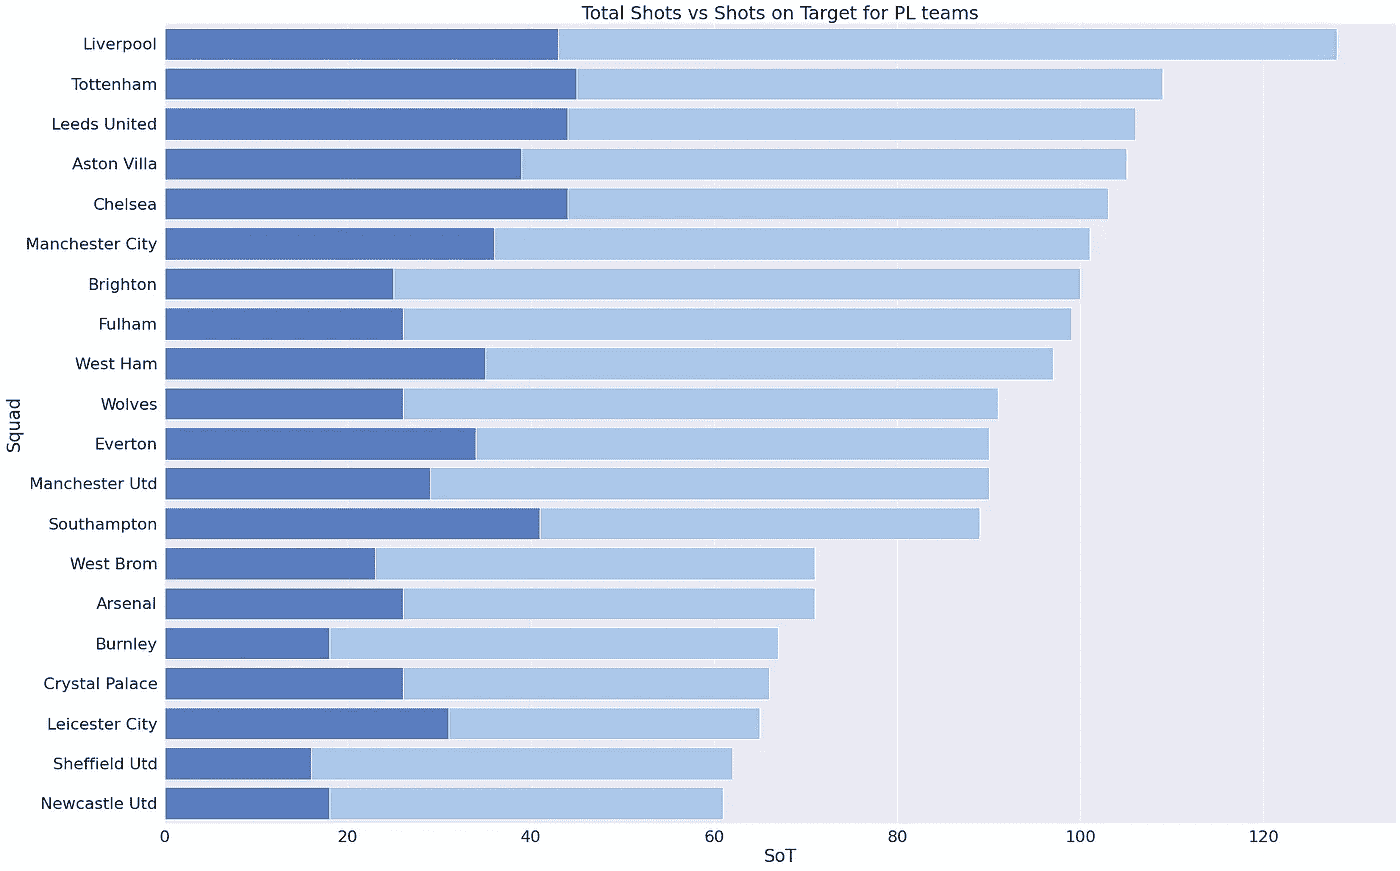 Total Shots vs Shots on Target for PL teams
Squad
Liverpool
Tottenham
Leeds United
Aston Villa
Chelsea
Manchester City
Brighton
Fulham
West Ham
Wolves
Everton
Manchester Utd
Southampton
West Brom
Arsenal
Burnley
Crystal Palace
Leicester City
Sheffield Utd
Newcastle Utd
0 20 40 60 80 100 120
SoT